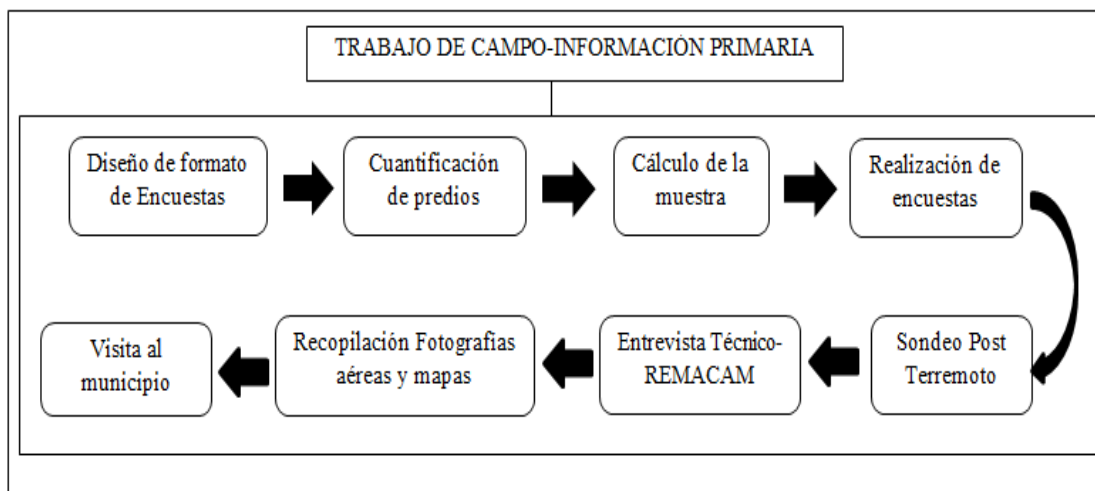 TRABAJO DE CAMPO-INFORMACIÓN PRIMARIA
Diseño de formato
de Encuestas
Cuantificación
de predios
Cálculo de la
muestra
Realización de
encuestas
Sondeo Post
Terremoto
Entrevista Técnico-
REMACAM
Recopilación Fotografías
aéreas y mapas
Visita al
municipio